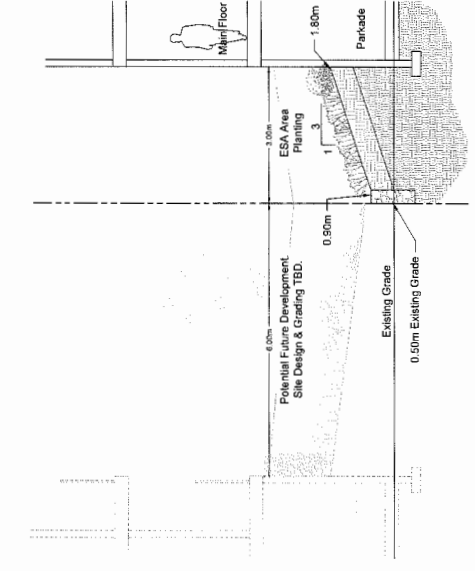 Main Floor
1.80m
Parkade
3.00m
ESA Area
Planting
3
1
0.90m
6.00m
Potential Future Development.
Site Design & Grading TBD.
Existing Grade
0.50m Existing Grade